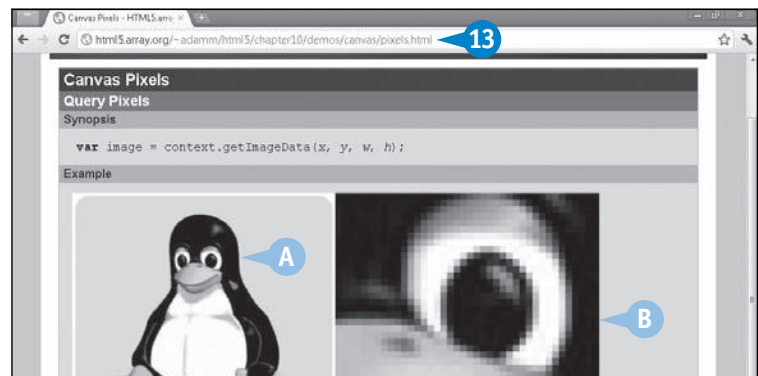 Canvas Pixels - HTML5.arra
html5.array.org/~adamm/html5/chapter10/demos/canvas/pixels.html
13
Canvas Pixels
Query Pixels
Synopsis
var image = context.getImageData(x, y, w, h);
Example
A
B